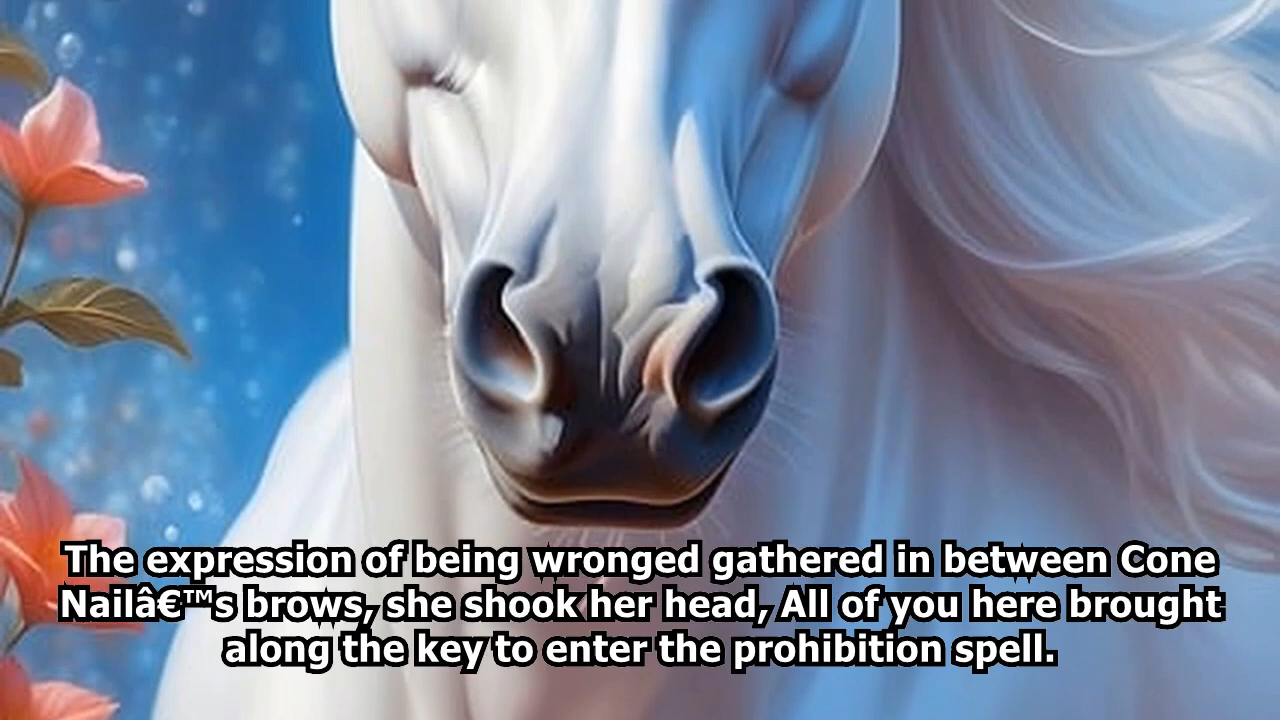 The expression of being wronged gathered in between Cone
Nailâ€™s brows, she shook her head, All of you here brought
along the key to enter the prohibition spell.